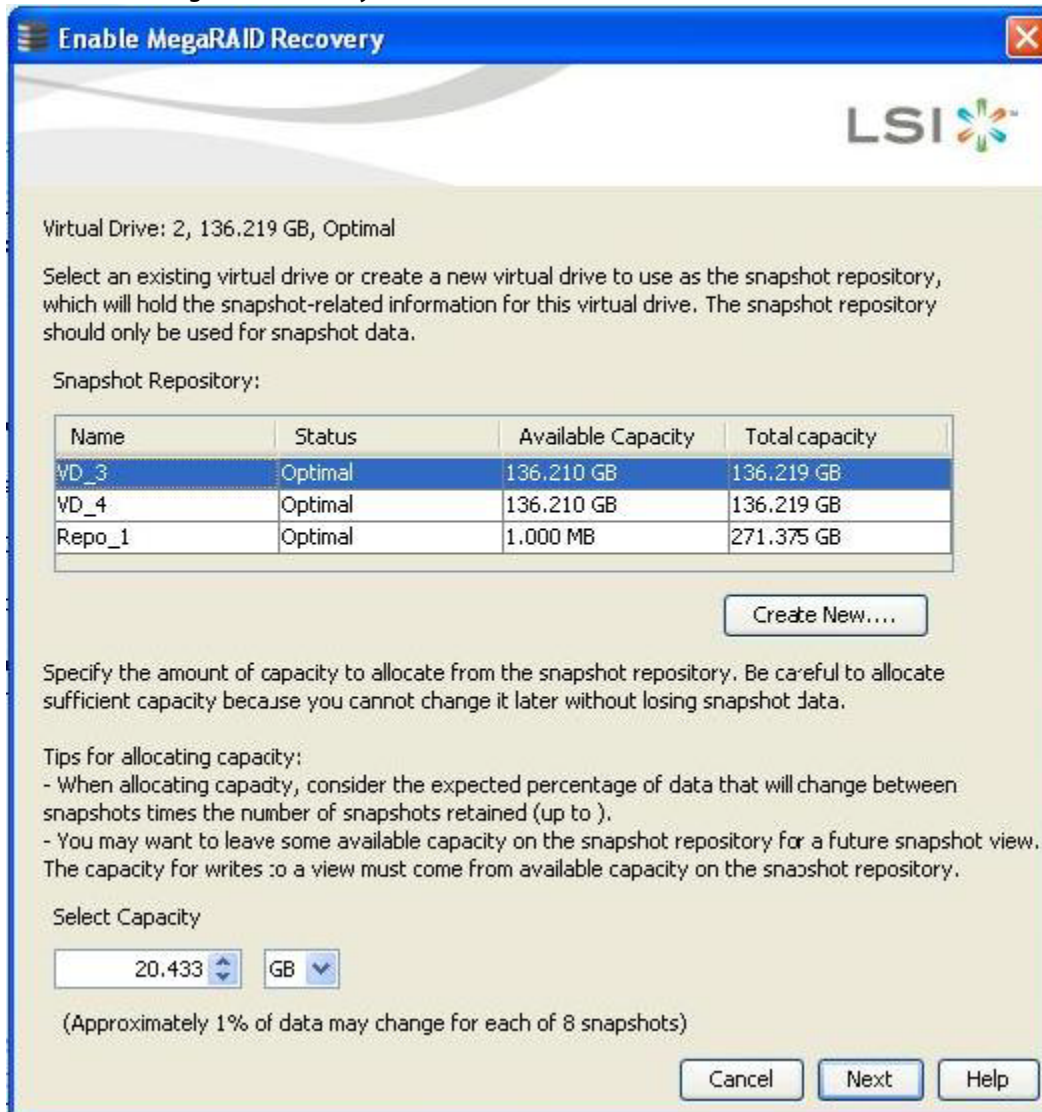 Enable MegaRAID Recovery
LSI
Virtual Drive: 2, 136.219 GB, Optimal
Select an existing virtual drive or create a new virtual drive to use as the snapshot repository,
which will hold the snapshot-related information for this virtual drive. The snapshot repository
should only be used for snapshot data.
Snapshot Repository:
Name Status Available Capacity Total capacity
VD_3 Optimal 136.210 GB 136.219 GB
VD_4 Optimal 136.210 GB 136.219 GB
Repo_1 Optimal 1.000 MB 271.375 GB
Create New....
Specify the amount of capacity to allocate from the snapshot repository. Be careful to allocate
sufficient capacity because you cannot change it later without losing snapshot data.
Tips for allocating capacity:
- When allocating capacity, consider the expected percentage of data that will change between
snapshots times the number of snapshots retained (up to ).
- You may want to leave some available capacity on the snapshot repository for a future snapshot view.
The capacity for writes to a view must come from available capacity on the snapshot repository.
Select Capacity
20.433 GB
(Approximately 1% of data may change for each of 8 snapshots)
Cancel Next Help